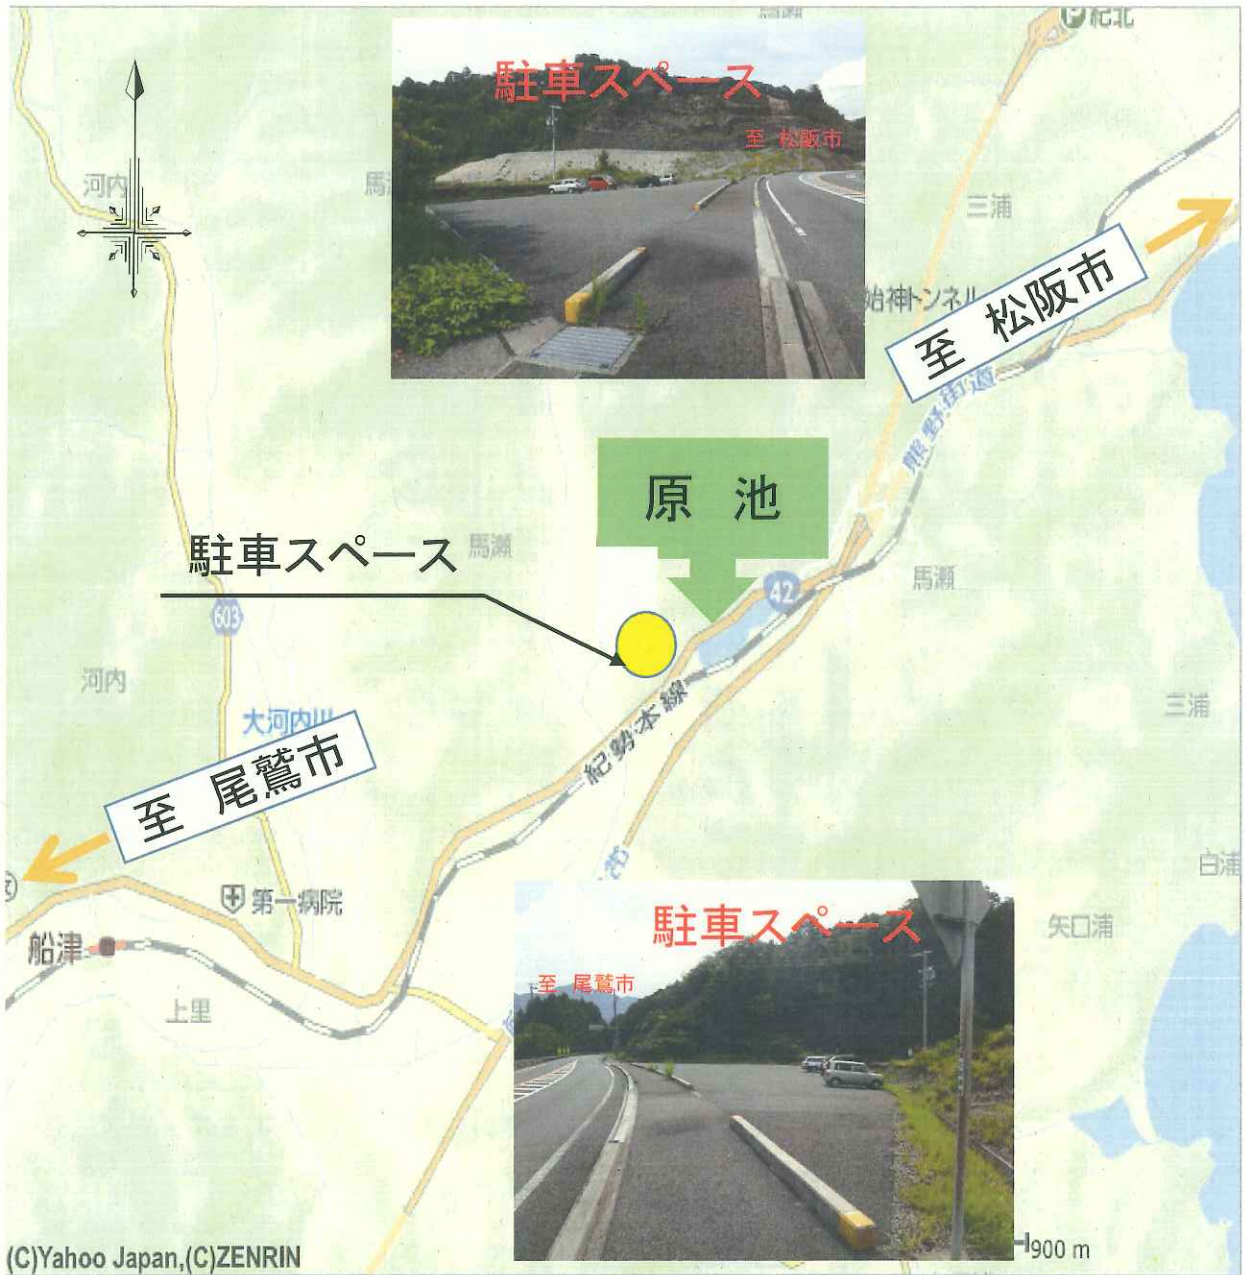 馬瀬
紀北
駐車スペース
至 松阪市
河内
三浦
始神トンネル
至 松阪市
熊野街道
原 池
駐車スペース
馬瀬
42
馬瀬
603
河内
三浦
大河内川
紀勢本線
至 尾鷲市
白浦
第一病院
駐車スペース
矢口浦
船津
至 尾鷲市
上里
(C)Yahoo Japan,(C)ZENRIN
900 m